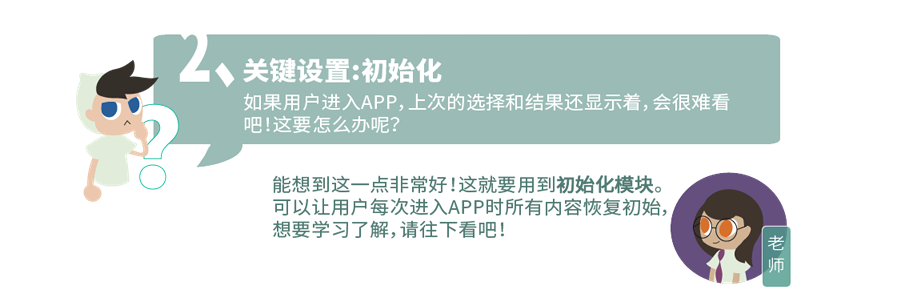 2、关键设置:初始化
如果用户进入APP，上次的选择和结果还显示着，会很难看
吧！这要怎么办呢？
能想到这一点非常好！这就要用到初始化模块。
可以让用户每次进入APP时所有内容恢复初始，
想要学习了解，请往下看吧！
老
师